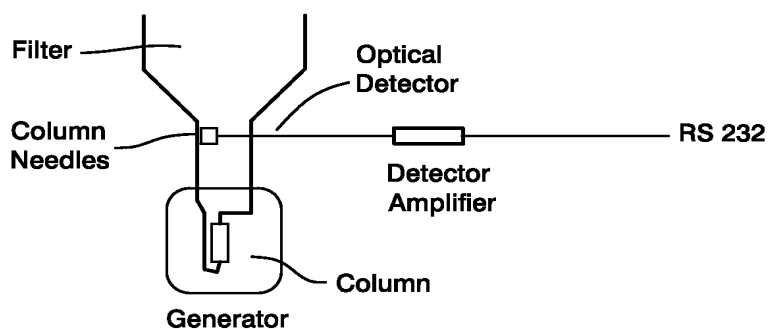 Filter
Optical
Detector
Column
Needles
RS 232
Detector
Amplifier
Column
Generator